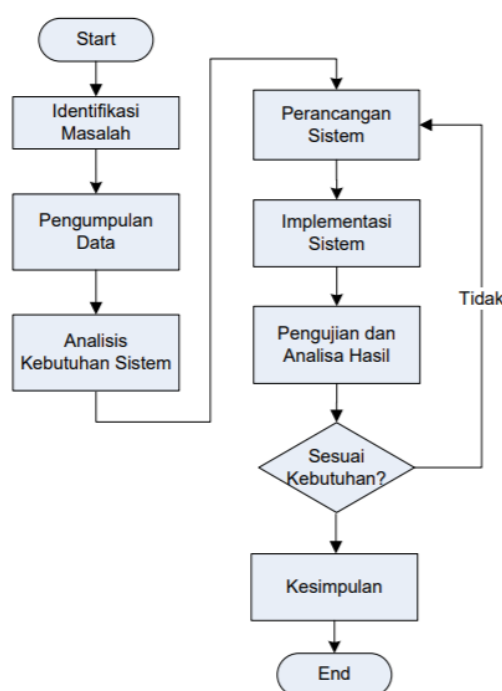 Start
Identifikasi
Masalah
Pengumpulan
Data
Analisis
Kebutuhan Sistem
Perancangan
Sistem
Implementasi
Sistem
Pengujian dan
Analisa Hasil
Sesuai
Kebutuhan?
Tidak
Kesimpulan
End